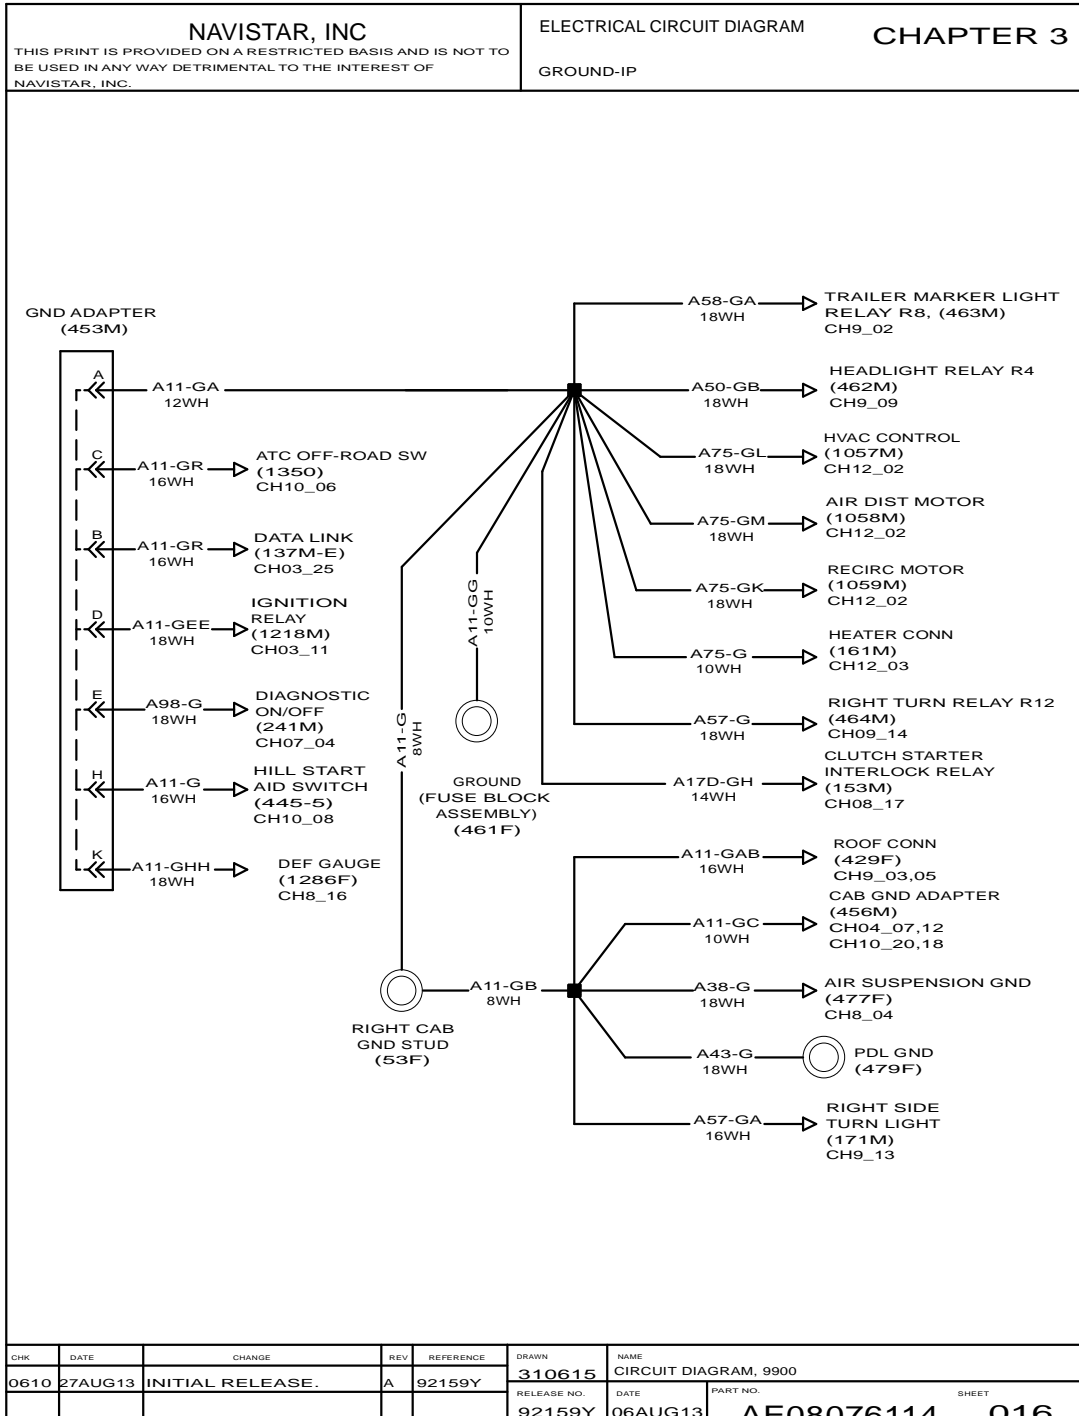 NAVISTAR, INC
THIS PRINT IS PROVIDED ON A RESTRICTED BASIS AND IS NOT TO
BE USED IN ANY WAY DETRIMENTAL TO THE INTEREST OF
NAVISTAR, INC.
ELECTRICAL CIRCUIT DIAGRAM
GROUND-IP
CHAPTER 3
GND ADAPTER
(453M)
A
A11-GA
12WH
C
A11-GR
16WH
ATC OFF-ROAD SW
(1350)
CH10_06
B
A11-GR
16WH
DATA LINK
(137M-E)
CH03_25
D
A11-GEE
18WH
IGNITION
RELAY
(1218M)
CH03_11
E
A98-G
18WH
DIAGNOSTIC
ON/OFF
(241M)
CH07_04
H
A11-G
16WH
HILL START
AID SWITCH
(445-5)
CH10_08
K
A11-GHH
18WH
DEF GAUGE
(1286F)
CH8_16
A11-G
8WH
A11-GG
10WH
GROUND
(FUSE BLOCK
ASSEMBLY)
(461F)
A58-GA
18WH
TRAILER MARKER LIGHT
RELAY R8, (463M)
CH9_02
A50-GB
18WH
HEADLIGHT RELAY R4
(462M)
CH9_09
A75-GL
18WH
HVAC CONTROL
(1057M)
CH12_02
A75-GM
18WH
AIR DIST MOTOR
(1058M)
CH12_02
A75-GK
18WH
RECIRC MOTOR
(1059M)
CH12_02
A75-G
10WH
HEATER CONN
(161M)
CH12_03
A57-G
18WH
RIGHT TURN RELAY R12
(464M)
CH09_14
A17D-GH
14WH
CLUTCH STARTER
INTERLOCK RELAY
(153M)
CH08_17
RIGHT CAB
GND STUD
(53F)
A11-GB
8WH
A11-GAB
16WH
ROOF CONN
(429F)
CH9_03,05
A11-GC
10WH
CAB GND ADAPTER
(456M)
CH04_07,12
CH10_20,18
A38-G
18WH
AIR SUSPENSION GND
(477F)
CH8_04
A43-G
18WH
PDL GND
(479F)
A57-GA
16WH
RIGHT SIDE
TURN LIGHT
(171M)
CH9_13
CHK DATE CHANGE REV REFERENCE
0610 27AUG13 INITIAL RELEASE. A 92159Y
DRAWN
310615
NAME
CIRCUIT DIAGRAM, 9900
RELEASE NO.
92159Y
DATE
06AUG13
PART NO.
AE08076114
SHEET
016